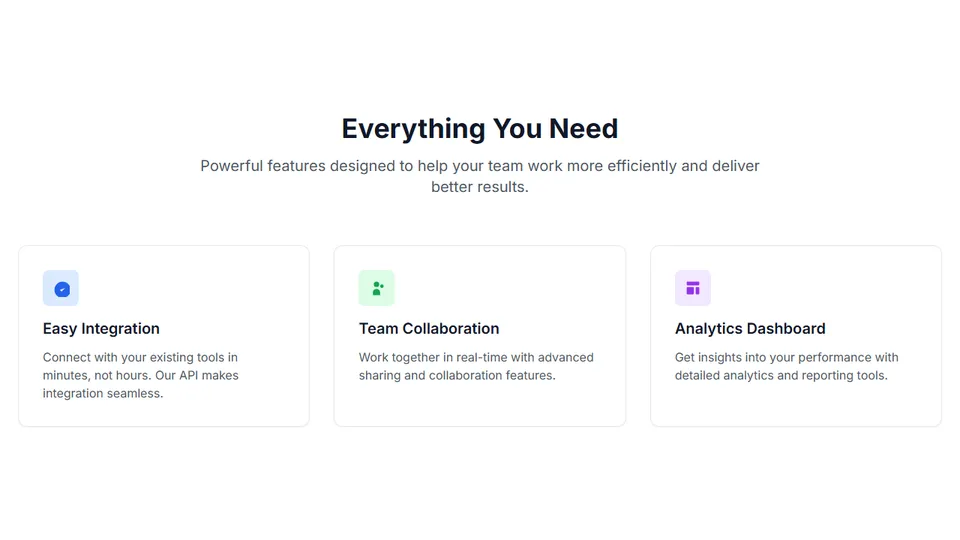 Everything You Need
Powerful features designed to help your team work more efficiently and deliver
better results.
Easy Integration
Connect with your existing tools in
minutes, not hours. Our API makes
integration seamless.
Team Collaboration
Work together in real-time with advanced
sharing and collaboration features.
Analytics Dashboard
Get insights into your performance with
detailed analytics and reporting tools.